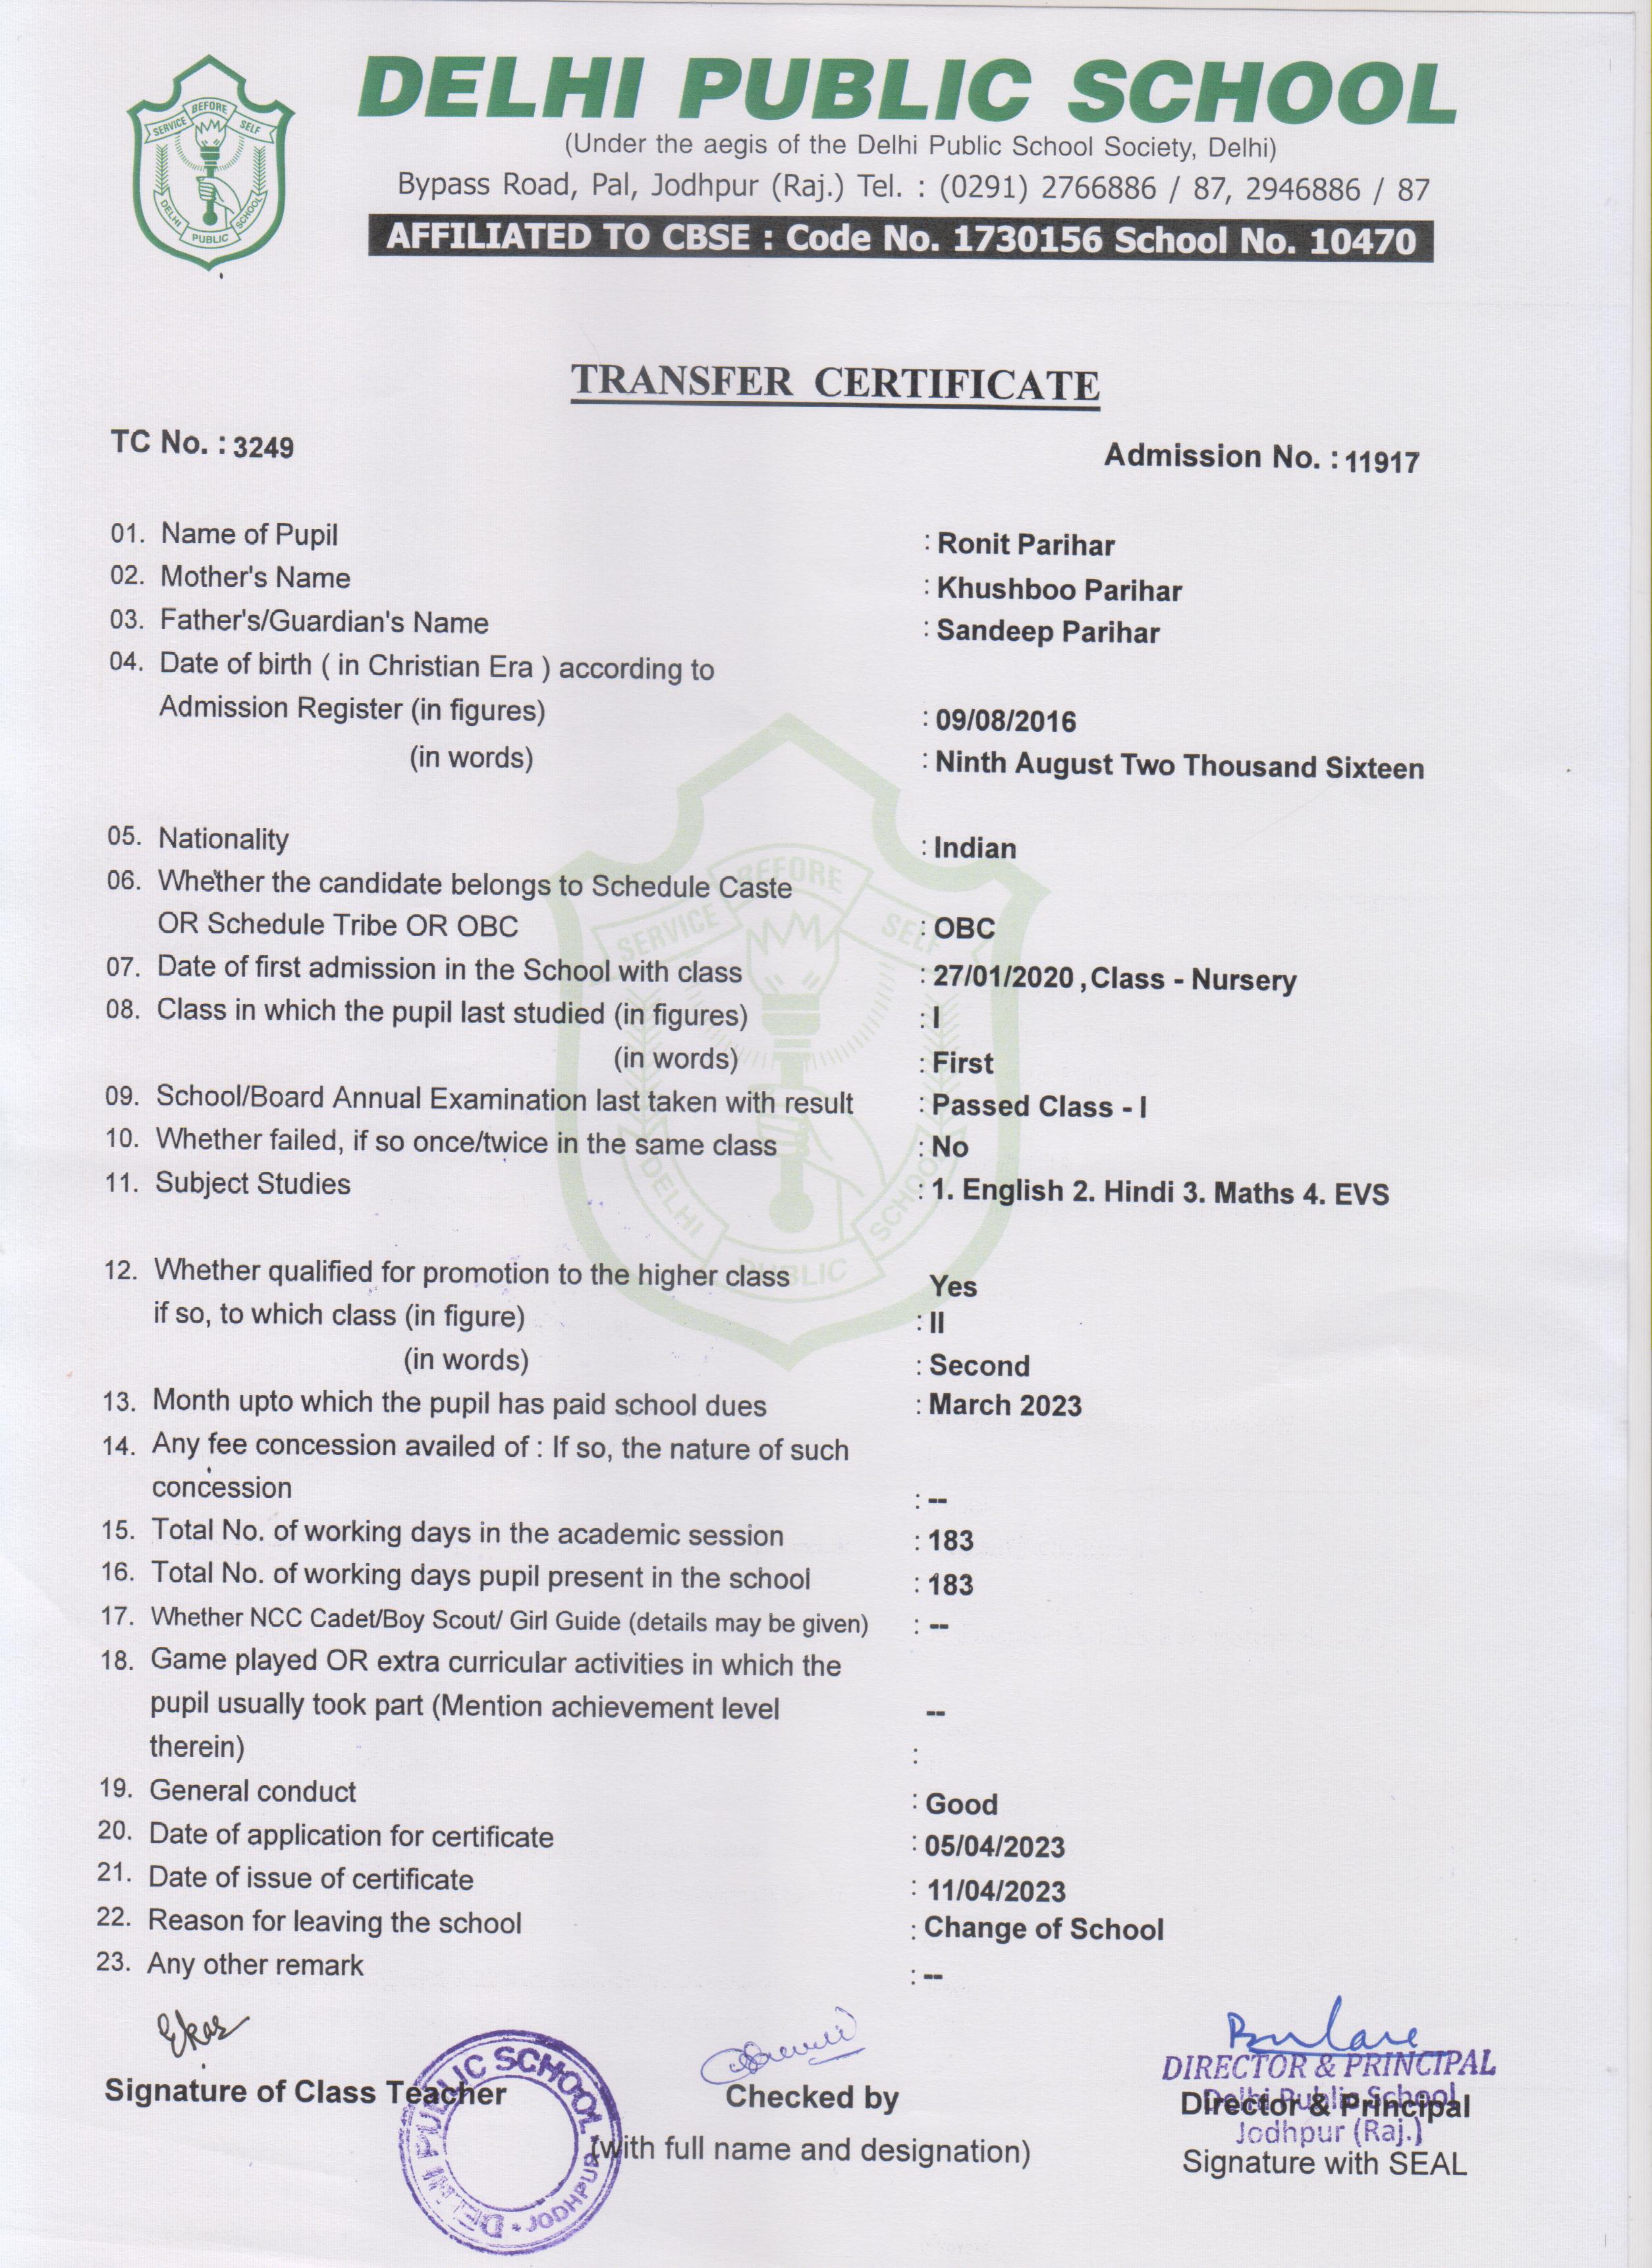 DELHI PUBLIC SCHOOL
(Under the aegis of the Delhi Public School Society, Delhi)
Bypass Road, Pal, Jodhpur (Raj.) Tel. : (0291) 2766886 / 87, 2946886 / 87
AFFILIATED TO CBSE : Code No. 1730156 School No. 10470
SERVICE BEFORE SELF
DELHI PUBLIC SCHOOL
TRANSFER CERTIFICATE
TC No. : 3249 Admission No. : 11917
01. Name of Pupil : Ronit Parihar
02. Mother's Name : Khushboo Parihar
03. Father's/Guardian's Name : Sandeep Parihar
04. Date of birth ( in Christian Era ) according to
Admission Register (in figures) : 09/08/2016
(in words) : Ninth August Two Thousand Sixteen
05. Nationality : Indian
06. Whether the candidate belongs to Schedule Caste
OR Schedule Tribe OR OBC : OBC
07. Date of first admission in the School with class : 27/01/2020 , Class - Nursery
08. Class in which the pupil last studied (in figures) : I
(in words) : First
09. School/Board Annual Examination last taken with result : Passed Class - I
10. Whether failed, if so once/twice in the same class : No
11. Subject Studies : 1. English 2. Hindi 3. Maths 4. EVS
12. Whether qualified for promotion to the higher class Yes
if so, to which class (in figure) : II
(in words) : Second
13. Month upto which the pupil has paid school dues : March 2023
14. Any fee concession availed of : If so, the nature of such
concession : --
15. Total No. of working days in the academic session : 183
16. Total No. of working days pupil present in the school : 183
17. Whether NCC Cadet/Boy Scout/ Girl Guide (details may be given) : --
18. Game played OR extra curricular activities in which the
pupil usually took part (Mention achievement level --
therein) :
19. General conduct : Good
20. Date of application for certificate : 05/04/2023
21. Date of issue of certificate : 11/04/2023
22. Reason for leaving the school : Change of School
23. Any other remark : --
SERVICE BEFORE SELF
DELHI PUBLIC SCHOOL
DIRECTOR & PRINCIPAL
Delhi Public School
Jodhpur (Raj.)
Signature of Class Teacher Checked by Director & Principal
(with full name and designation) Signature with SEAL
DELHI PUBLIC SCHOOL JODHPUR